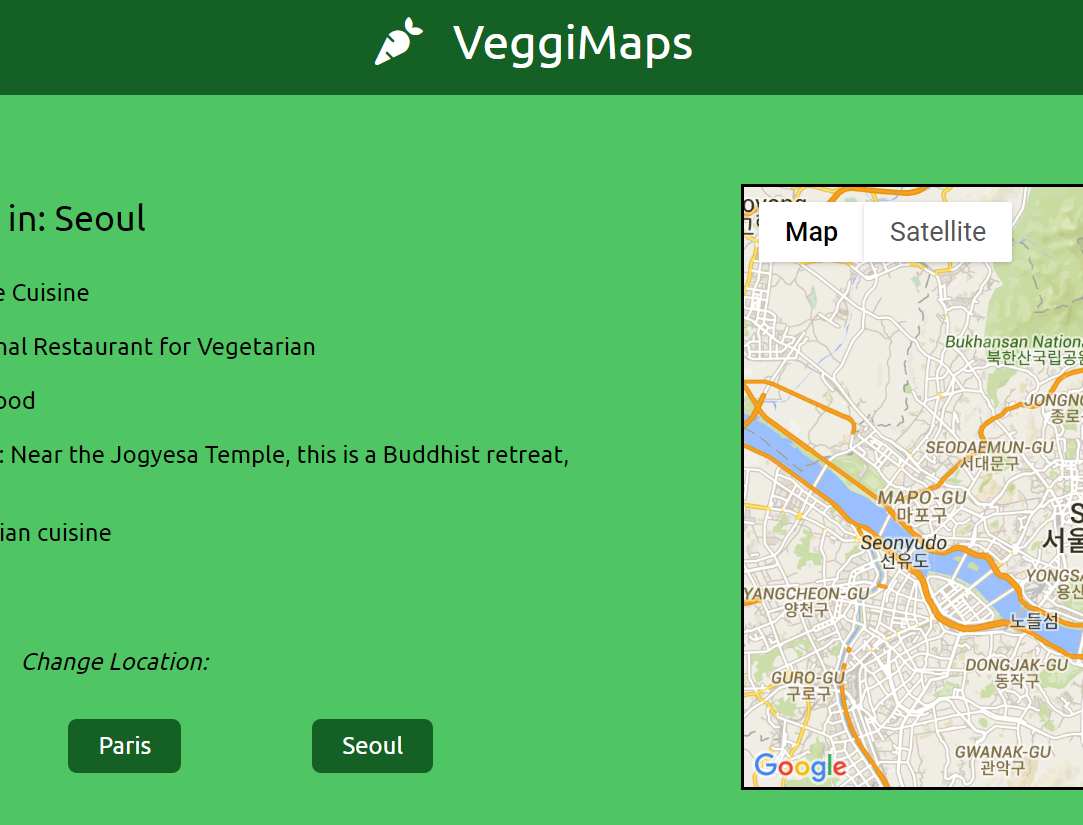 VeggiMaps
in: Seoul
e Cuisine
nal Restaurant for Vegetarian
ood
: Near the Jogyesa Temple, this is a Buddhist retreat,
ian cuisine
Change Location:
Paris
Seoul
Map
Satellite
Bukhansan Nationa
북한산국립공원
JONGNO
종로
SEODAEMUN-GU
서대문구
MAPO-GU
마포구
S
서울
Seonyudo
선유도
YANGCHEON-GU
양천구
YONGSA
용산
노들섬
DONGJAK-GU
동작구
GURO-GU
구로구
GWANAK-GU
관악구
Google